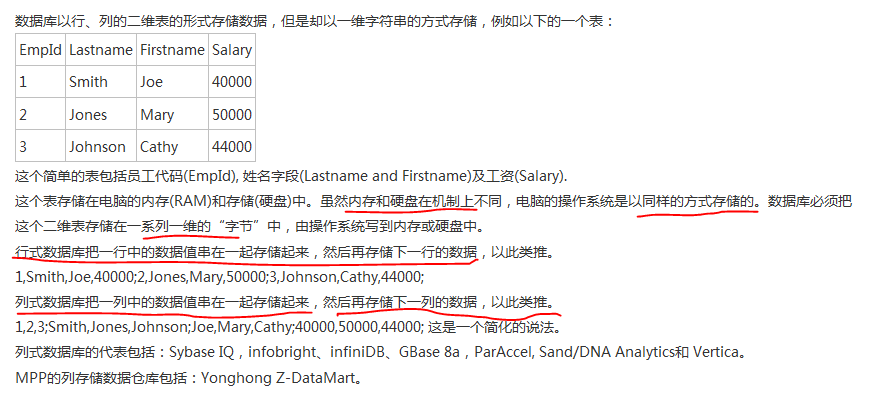 数据库以行、列的二维表的形式存储数据，但是却以一维字符串的方式存储，例如以下的一个表：
EmpId Lastname Firstname Salary
1 Smith Joe 40000
2 Jones Mary 50000
3 Johnson Cathy 44000
这个简单的表包括员工代码(EmpId), 姓名字段(Lastname and Firstname)及工资(Salary).
这个表存储在电脑的内存(RAM)和存储(硬盘)中。虽然内存和硬盘在机制上不同，电脑的操作系统是以同样的方式存储的。数据库必须把
这个二维表存储在一系列一维的“字节”中，由操作系统写到内存或硬盘中。
行式数据库把一行中的数据值串在一起存储起来，然后再存储下一行的数据，以此类推。
1,Smith,Joe,40000;2,Jones,Mary,50000;3,Johnson,Cathy,44000;
列式数据库把一列中的数据值串在一起存储起来，然后再存储下一列的数据，以此类推。
1,2,3;Smith,Jones,Johnson;Joe,Mary,Cathy;40000,50000,44000; 这是一个简化的说法。
列式数据库的代表包括：Sybase IQ，infobright、infiniDB、GBase 8a，ParAccel, Sand/DNA Analytics和 Vertica。
MPP的列存储数据仓库包括：Yonghong Z-DataMart。